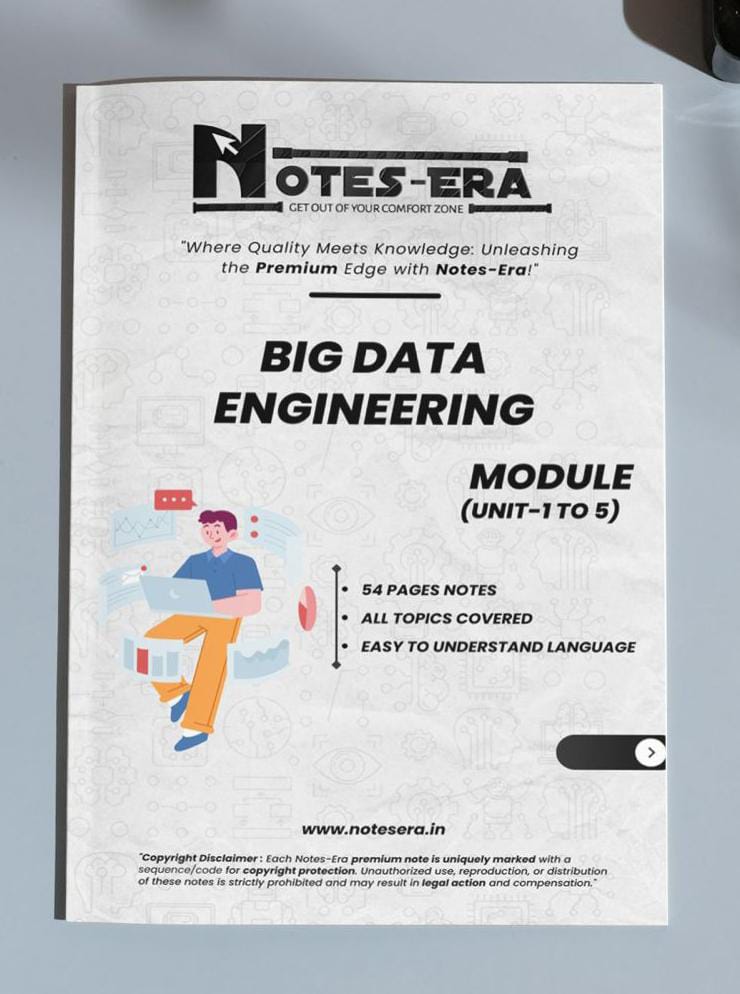 NOTES-ERA
GET OUT OF YOUR COMFORT ZONE
"Where Quality Meets Knowledge: Unleashing
the Premium Edge with Notes-Era!"
BIG DATA
ENGINEERING
MODULE
(UNIT-1 TO 5)
• 54 PAGES NOTES
• ALL TOPICS COVERED
• EASY TO UNDERSTAND LANGUAGE
www.notesera.in
"Copyright Disclaimer : Each Notes-Era premium note is uniquely marked with a
sequence/code for copyright protection. Unauthorized use, reproduction, or distribution
of these notes is strictly prohibited and may result in legal action and compensation."